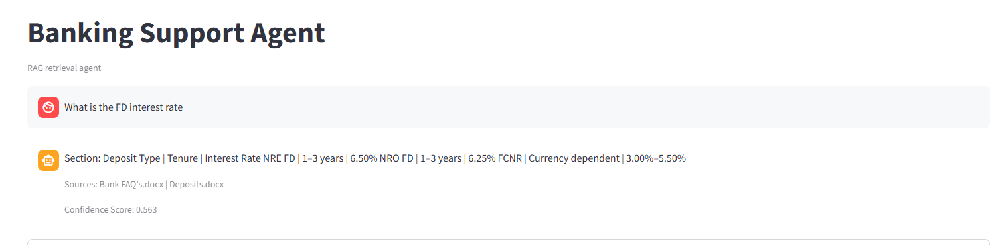 Banking Support Agent
RAG retrieval agent
What is the FD interest rate
Section: Deposit Type | Tenure | Interest Rate NRE FD | 1–3 years | 6.50% NRO FD | 1–3 years | 6.25% FCNR | Currency dependent | 3.00%–5.50%
Sources: Bank FAQ's.docx | Deposits.docx
Confidence Score: 0.563